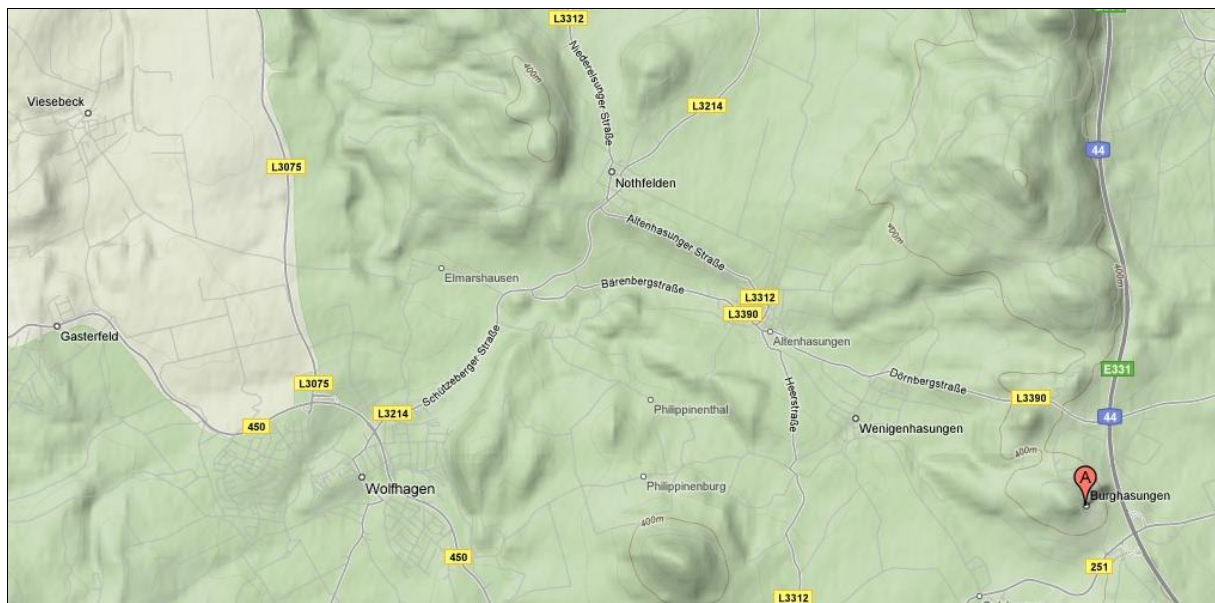 L3312
Niederelsunger Straße
400m
Viesebeck
L3214
L3075
44
Nothfelden
Altenhasunger Straße
400m
400m
Elmarshausen
Bärenbergstraße
L3312
L3390
Gasterfeld
Altenhasungen
Schützeberger Straße
E331
Dörnbergstraße
L3075
Heerstraße
L3390
L3214
Philippinenthal
44
450
Wenigenhasungen
400m
A
Wolfhagen
Philippinenburg
Burghasungen
400m
450
251
L3312